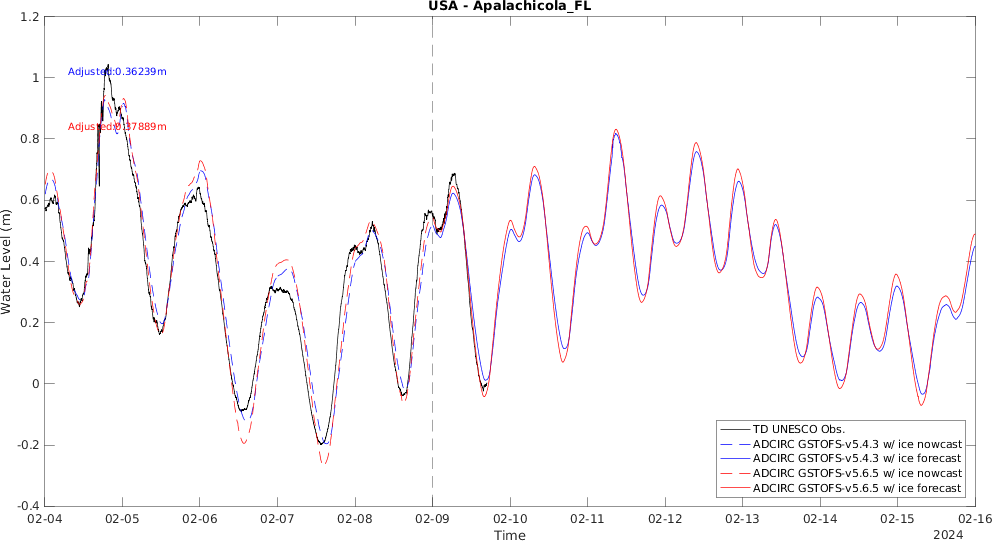 USA - Apalachicola_FL
1.2
1
0.8
0.6
0.4
0.2
0
-0.2
-0.4
Water Level (m)
Adjusted:0.36239m
Adjusted:0.37889m
TD UNESCO Obs.
ADCIRC GSTOFS-v5.4.3 w/ ice nowcast
ADCIRC GSTOFS-v5.4.3 w/ ice forecast
ADCIRC GSTOFS-v5.6.5 w/ ice nowcast
ADCIRC GSTOFS-v5.6.5 w/ ice forecast
02-04 02-05 02-06 02-07 02-08 02-09 02-10 02-11 02-12 02-13 02-14 02-15 02-16
Time
2024